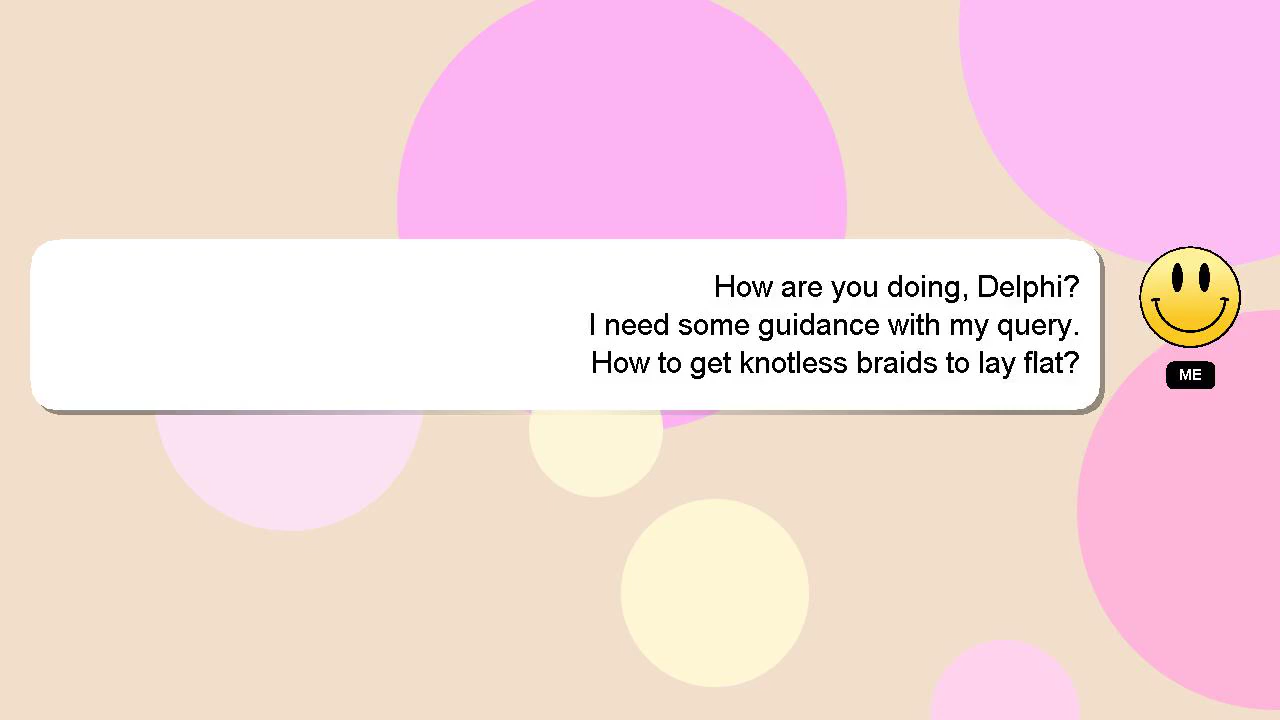 How are you doing, Delphi?
I need some guidance with my query.
How to get knotless braids to lay flat?
ME